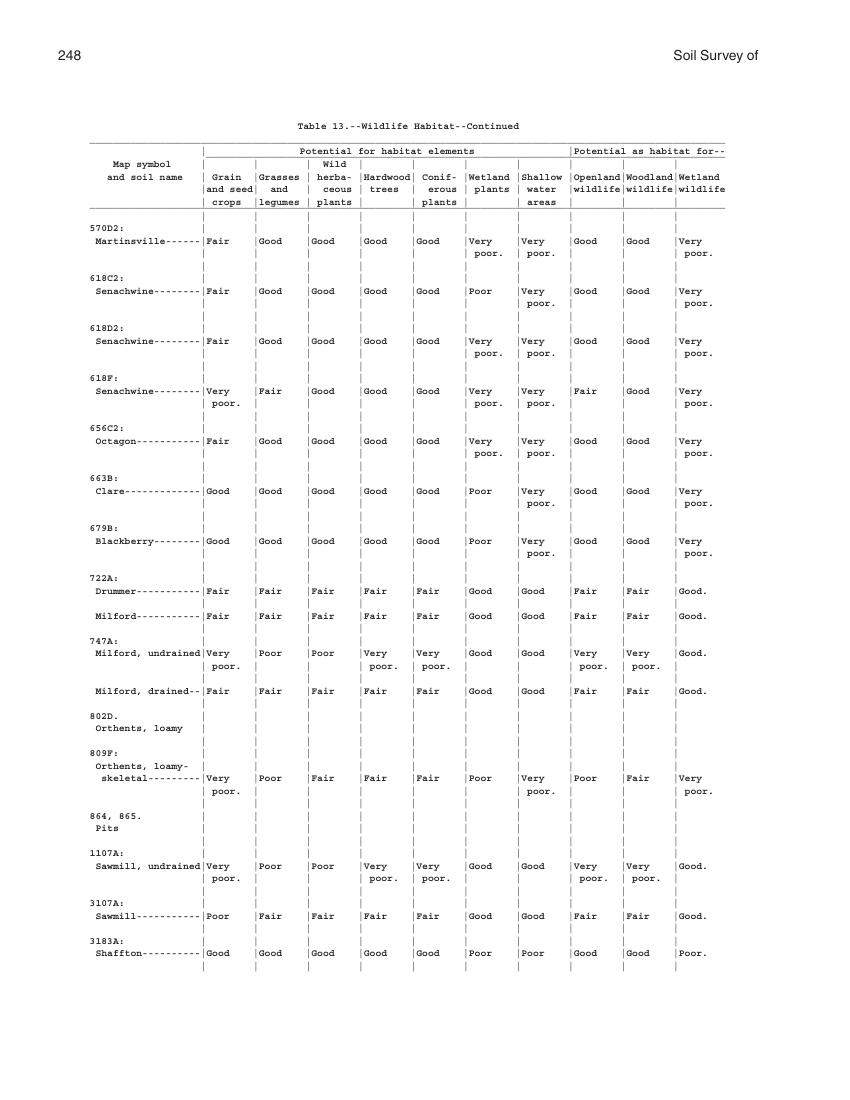 248 Soil Survey of
Table 13.--Wildlife Habitat--Continued
| Potential for habitat elements |Potential as habitat for--
Map symbol | | | Wild | | | | | | |
and soil name | Grain |Grasses | herba- |Hardwood| Conif- |Wetland |Shallow |Openland|Woodland|Wetland
|and seed| and | ceous | trees | erous | plants | water |wildlife|wildlife|wildlife
| crops |legumes | plants | | plants | | areas | | |
570D2:
Martinsville------|Fair |Good |Good |Good |Good |Very |Very |Good |Good |Very
| | | | | | poor. | poor. | | | poor.
618C2:
Senachwine--------|Fair |Good |Good |Good |Good |Poor |Very |Good |Good |Very
| | | | | | | poor. | | | poor.
618D2:
Senachwine--------|Fair |Good |Good |Good |Good |Very |Very |Good |Good |Very
| | | | | | poor. | poor. | | | poor.
618F:
Senachwine--------|Very |Fair |Good |Good |Good |Very |Very |Fair |Good |Very
| poor. | | | | | poor. | poor. | | | poor.
656C2:
Octagon-----------|Fair |Good |Good |Good |Good |Very |Very |Good |Good |Very
| | | | | | poor. | poor. | | | poor.
663B:
Clare-------------|Good |Good |Good |Good |Good |Poor |Very |Good |Good |Very
| | | | | | | poor. | | | poor.
679B:
Blackberry--------|Good |Good |Good |Good |Good |Poor |Very |Good |Good |Very
| | | | | | | poor. | | | poor.
722A:
Drummer-----------|Fair |Fair |Fair |Fair |Fair |Good |Good |Fair |Fair |Good.
Milford-----------|Fair |Fair |Fair |Fair |Fair |Good |Good |Fair |Fair |Good.
747A:
Milford, undrained|Very |Poor |Poor |Very |Very |Good |Good |Very |Very |Good.
| poor. | | | poor. | poor. | | | poor. | poor. |
Milford, drained--|Fair |Fair |Fair |Fair |Fair |Good |Good |Fair |Fair |Good.
802D.
Orthents, loamy
809F:
Orthents, loamy-
skeletal---------|Very |Poor |Fair |Fair |Fair |Poor |Very |Poor |Fair |Very
| poor. | | | | | | poor. | | | poor.
864, 865.
Pits
1107A:
Sawmill, undrained|Very |Poor |Poor |Very |Very |Good |Good |Very |Very |Good.
| poor. | | | poor. | poor. | | | poor. | poor. |
3107A:
Sawmill-----------|Poor |Fair |Fair |Fair |Fair |Good |Good |Fair |Fair |Good.
3183A:
Shaffton----------|Good |Good |Good |Good |Good |Poor |Poor |Good |Good |Poor.